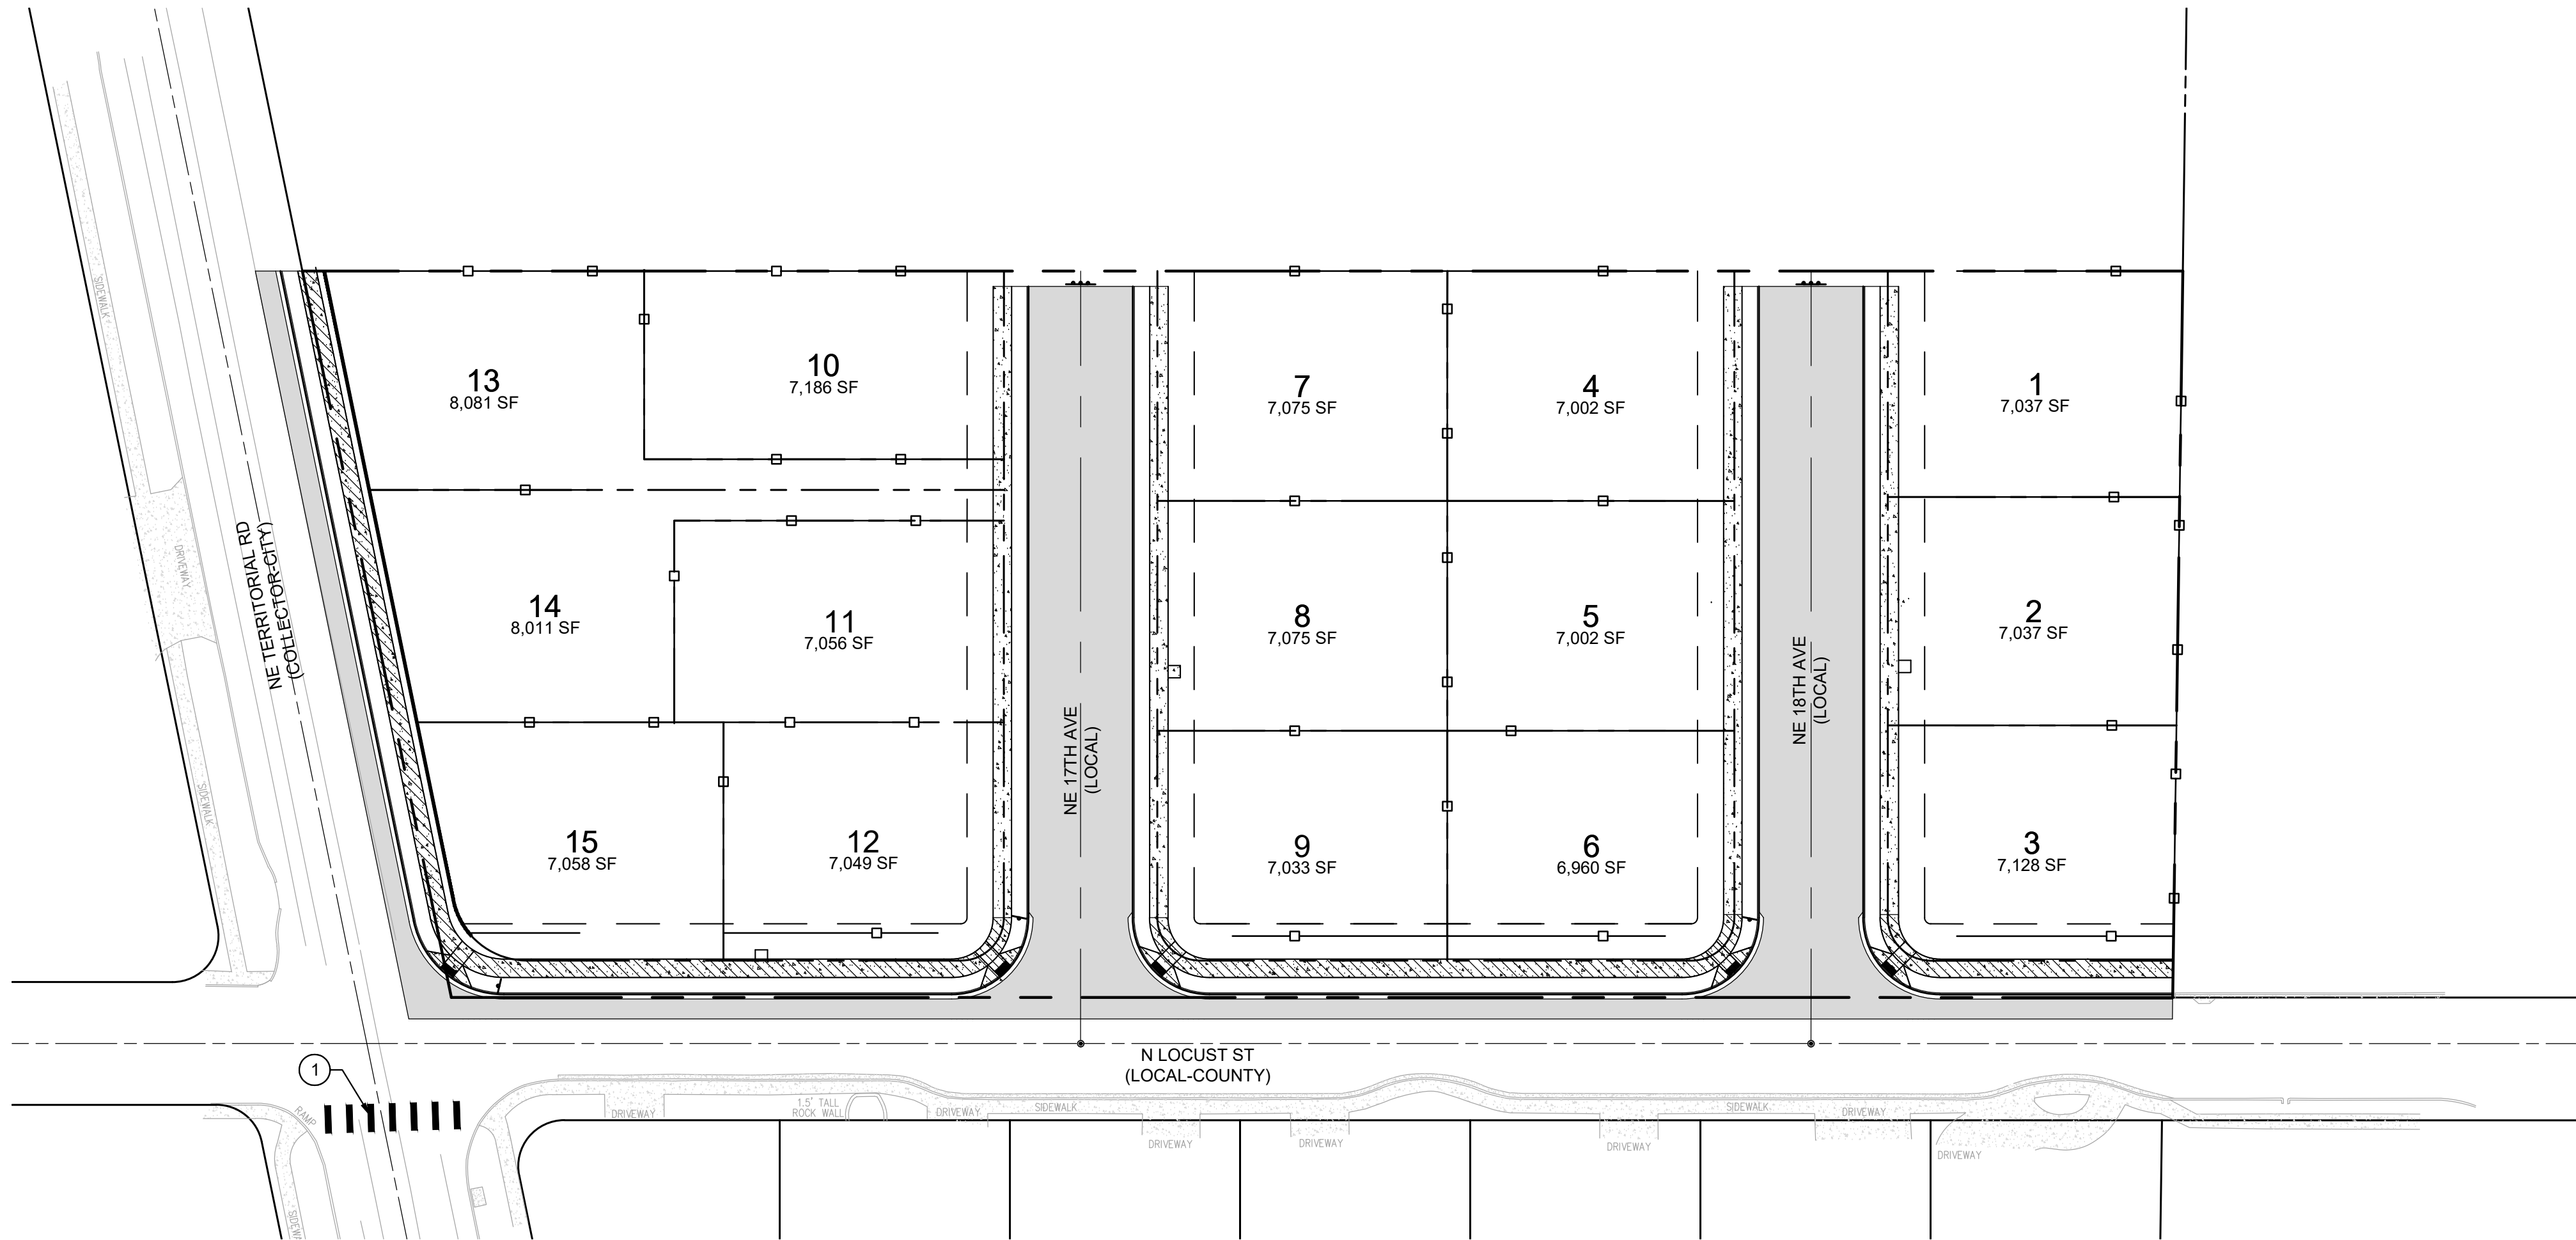 SIDEWALK
DRIVEWAY
SIDEWALK
NE TERRITORIAL RD
(COLLECTOR-CITY)
13
8,081 SF
10
7,186 SF
7
7,075 SF
4
7,002 SF
1
7,037 SF
14
8,011 SF
11
7,056 SF
8
7,075 SF
5
7,002 SF
2
7,037 SF
NE 17TH AVE
(LOCAL)
NE 18TH AVE
(LOCAL)
15
7,058 SF
12
7,049 SF
9
7,033 SF
6
6,960 SF
3
7,128 SF
N LOCUST ST
(LOCAL-COUNTY)
1
RAMP
DRIVEWAY
1.5' TALL
ROCK WALL
DRIVEWAY
SIDEWALK
DRIVEWAY
DRIVEWAY
DRIVEWAY
SIDEWALK
DRIVEWAY
DRIVEWAY
SIDEW